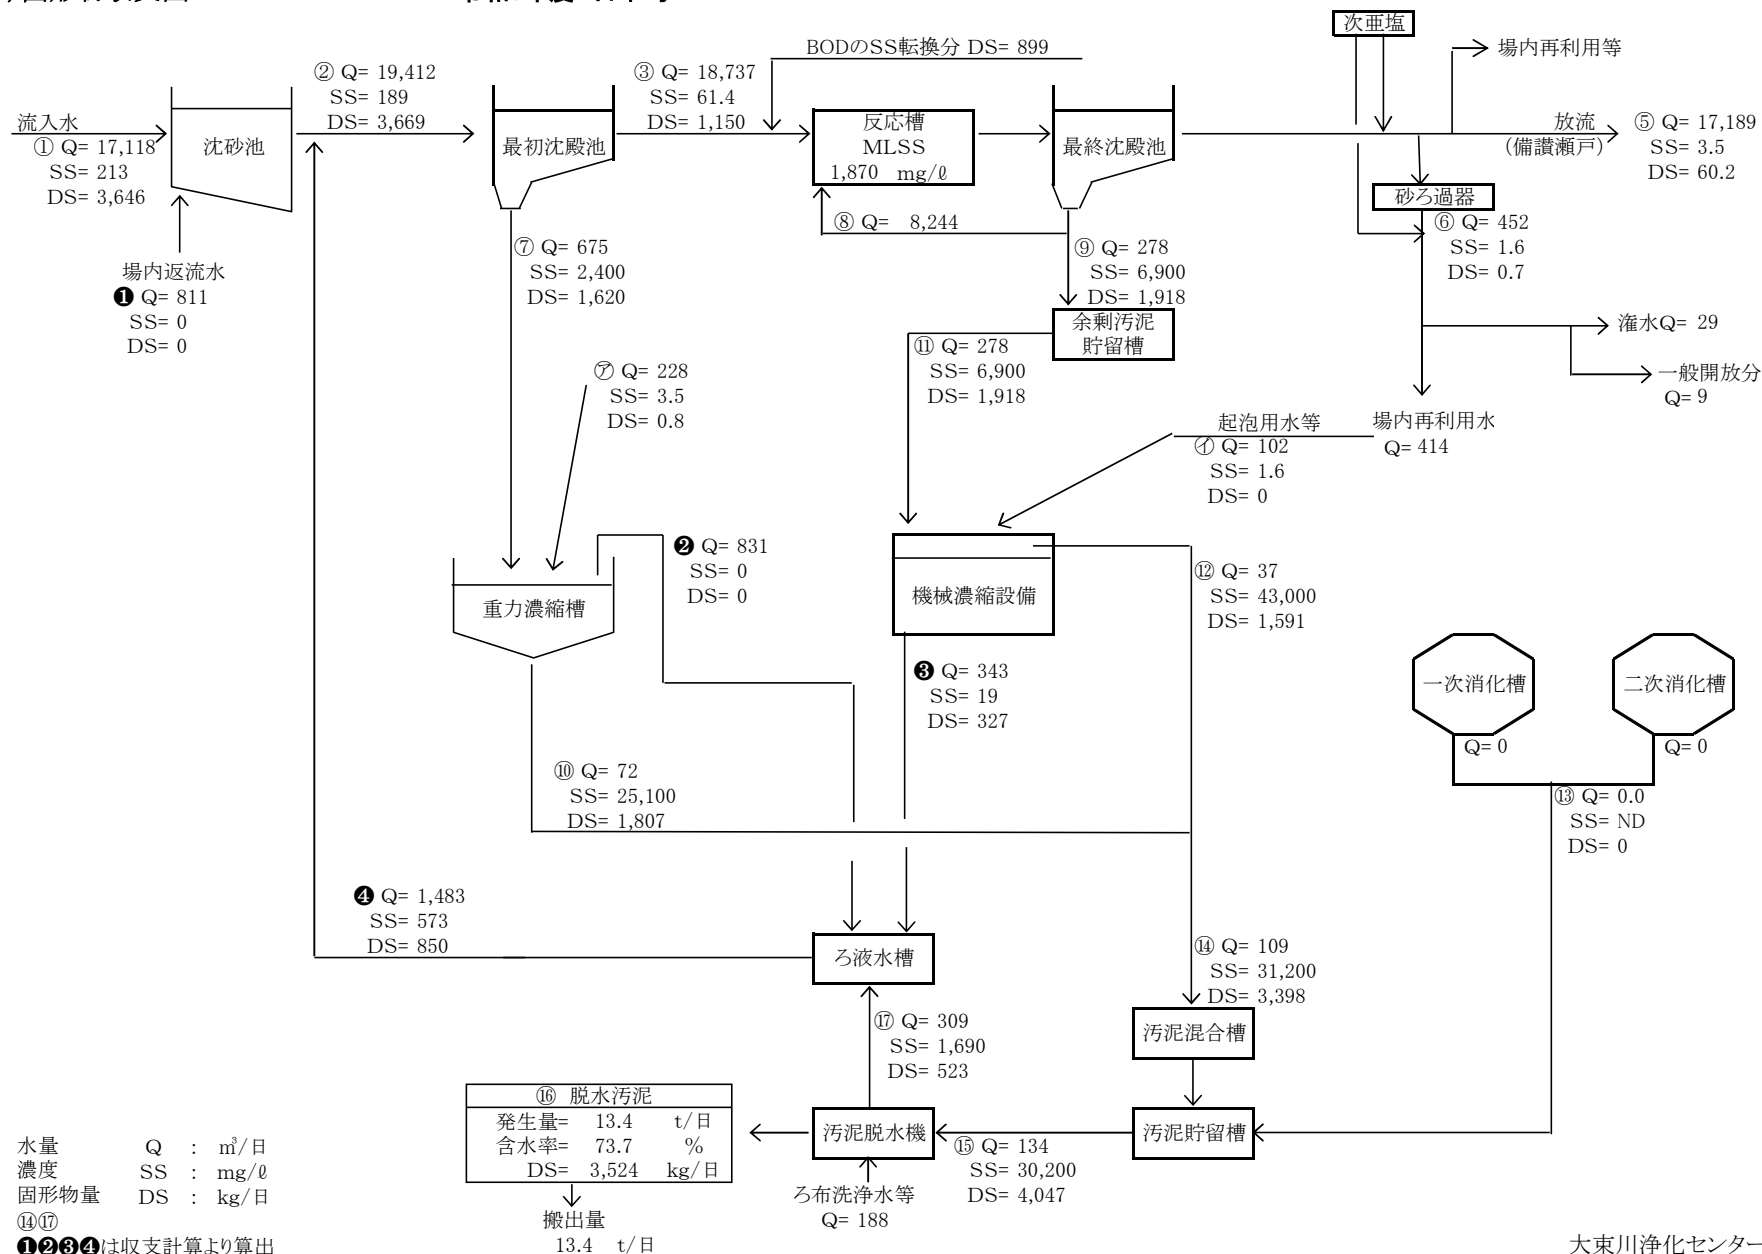 BODのSS転換分 DS= 899
次亜塩
場内再利用等
② Q= 19,412
SS= 189
DS= 3,669
③ Q= 18,737
SS= 61.4
DS= 1,150
流入水
① Q= 17,118
SS= 213
DS= 3,646
沈砂池
最初沈殿池
反応槽
MLSS
1,870 mg/ℓ
最終沈殿池
放流
(備讃瀬戸)
⑤ Q= 17,189
SS= 3.5
DS= 60.2
砂ろ過器
⑥ Q= 452
SS= 1.6
DS= 0.7
⑧ Q= 8,244
⑦ Q= 675
SS= 2,400
DS= 1,620
⑨ Q= 278
SS= 6,900
DS= 1,918
場内返流水
❶ Q= 811
SS= 0
DS= 0
余剰汚泥
貯留槽
潅水Q= 29
一般開放分
Q= 9
⑪ Q= 278
SS= 6,900
DS= 1,918
㋐ Q= 228
SS= 3.5
DS= 0.8
起泡用水等
㋑ Q= 102
SS= 1.6
DS= 0
場内再利用水
Q= 414
❷ Q= 831
SS= 0
DS= 0
重力濃縮槽
機械濃縮設備
⑫ Q= 37
SS= 43,000
DS= 1,591
❸ Q= 343
SS= 19
DS= 327
一次消化槽
二次消化槽
Q= 0
Q= 0
⑩ Q= 72
SS= 25,100
DS= 1,807
⑬ Q= 0.0
SS= ND
DS= 0
❹ Q= 1,483
SS= 573
DS= 850
ろ液水槽
⑭ Q= 109
SS= 31,200
DS= 3,398
汚泥混合槽
⑰ Q= 309
SS= 1,690
DS= 523
⑯ 脱水汚泥
発生量= 13.4 t/日
含水率= 73.7 %
DS= 3,524 kg/日
汚泥脱水機
汚泥貯留槽
⑮ Q= 134
SS= 30,200
DS= 4,047
ろ布洗浄水等
Q= 188
搬出量
13.4 t/日
水量 Q : ㎥/日
濃度 SS : mg/ℓ
固形物量 DS : kg/日
⑭⑰
❶❷❸❹は収支計算より算出
大束川浄化センター